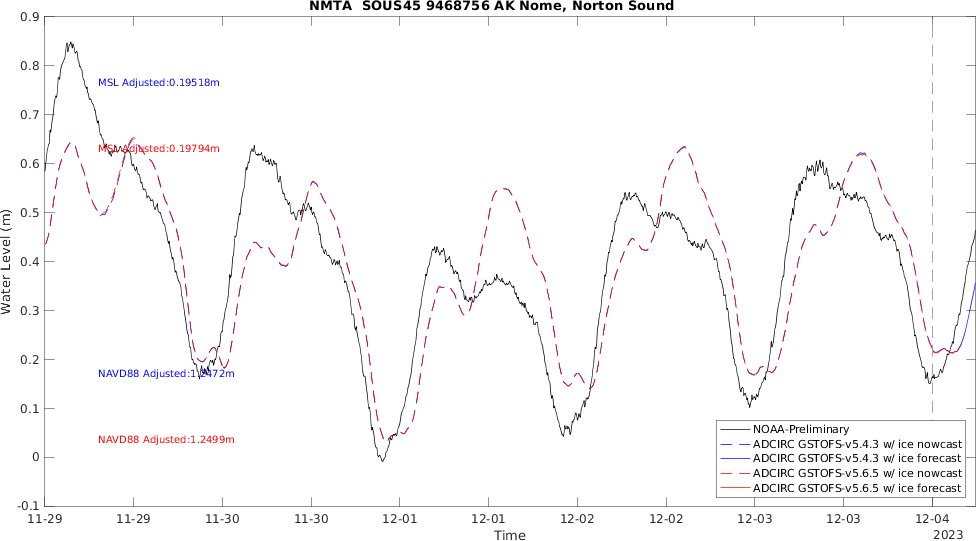 NMTA SOUS45 9468756 AK Nome, Norton Sound
0.9
0.8
0.7
0.6
0.5
0.4
0.3
0.2
0.1
0
-0.1
Water Level (m)
MSL Adjusted:0.19518m
MSL Adjusted:0.19794m
NAVD88 Adjusted:1.2472m
NAVD88 Adjusted:1.2499m
NOAA-Preliminary
ADCIRC GSTOFS-v5.4.3 w/ ice nowcast
ADCIRC GSTOFS-v5.4.3 w/ ice forecast
ADCIRC GSTOFS-v5.6.5 w/ ice nowcast
ADCIRC GSTOFS-v5.6.5 w/ ice forecast
11-29 11-29 11-30 11-30 12-01 12-01 12-02 12-02 12-03 12-03 12-04
2023
Time